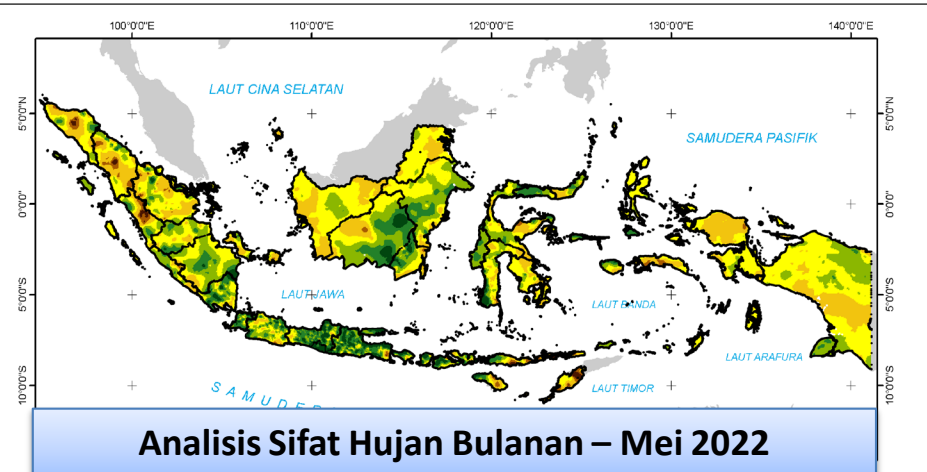 100°0'0"E 110°0'0"E 120°0'0"E 130°0'0"E 140°0'0"E
LAUT CINA SELATAN
5°0'0"N 5°0'0"N
SAMUDERA PASIFIK
0°0'0" 0°0'0"
LAUT JAWA
LAUT BANDA
5°0'0"S 5°0'0"S
LAUT ARAFURA
LAUT TIMOR
10°0'0"S 10°0'0"S
Analisis Sifat Hujan Bulanan – Mei 2022